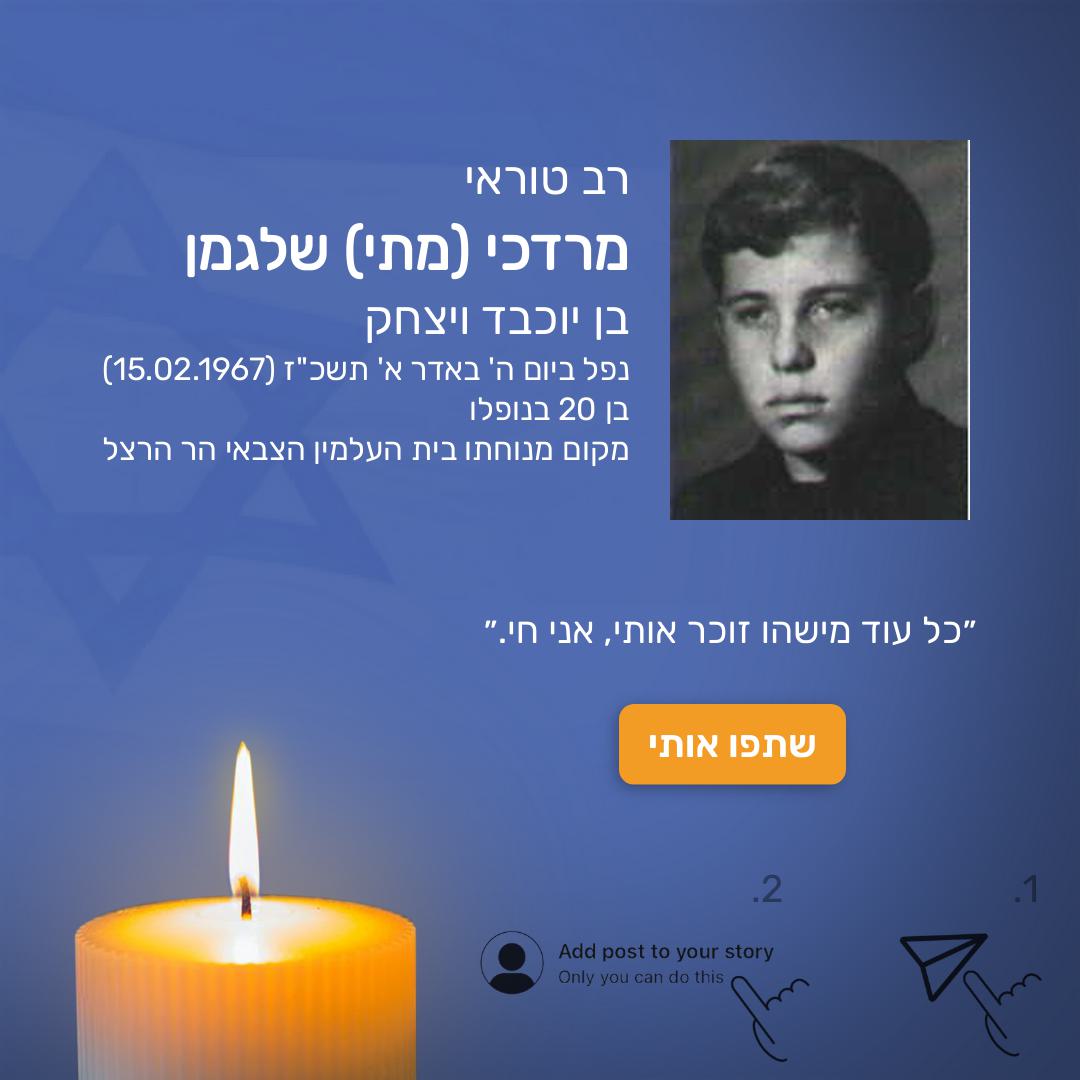 רב טוראי
מרדכי (מתי) שלגמן
בן יוכבד ויצחק
נפל ביום ה' באדר א' תשכ"ז (15.02.1967)
בן 20 בנופלו
מקום מנוחתו בית העלמין הצבאי הר הרצל
״כל עוד מישהו זוכר אותי, אני חי.״
שתפו אותי
1.
2.
Add post to your story
Only you can do this